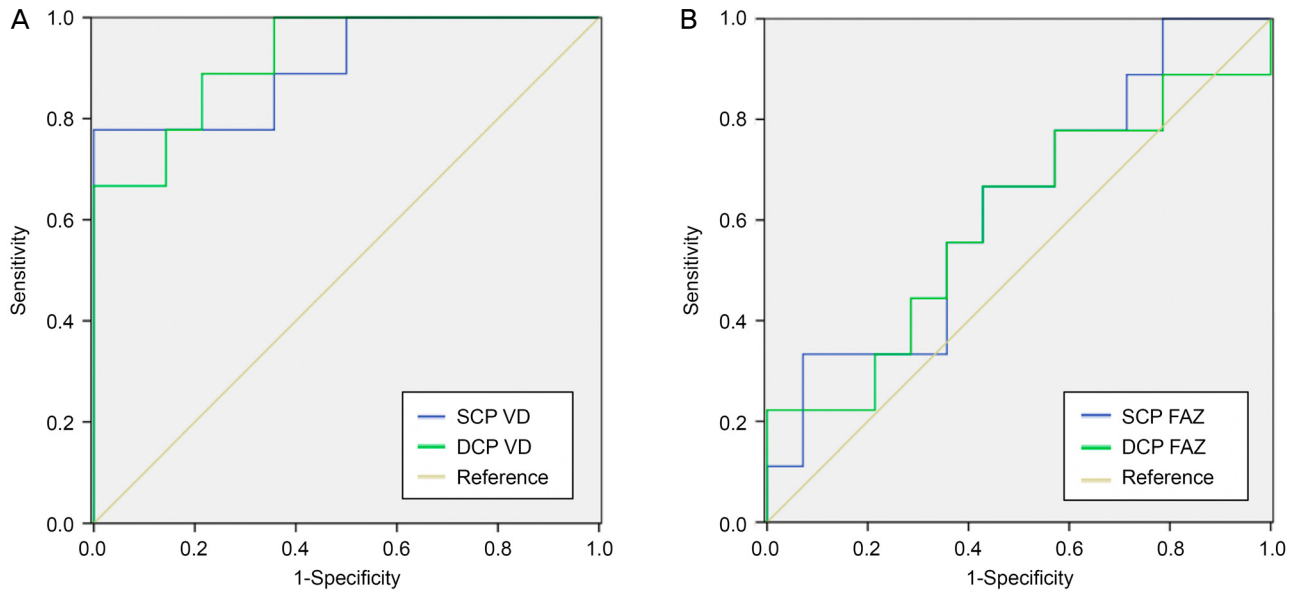 A
1.0
0.8
0.6
0.4
0.2
0.0
Sensitivity
0.0 0.2 0.4 0.6 0.8 1.0
1-Specificity
SCP VD
DCP VD
Reference
B
1.0
0.8
0.6
0.4
0.2
0.0
Sensitivity
0.0 0.2 0.4 0.6 0.8 1.0
1-Specificity
SCP FAZ
DCP FAZ
Reference